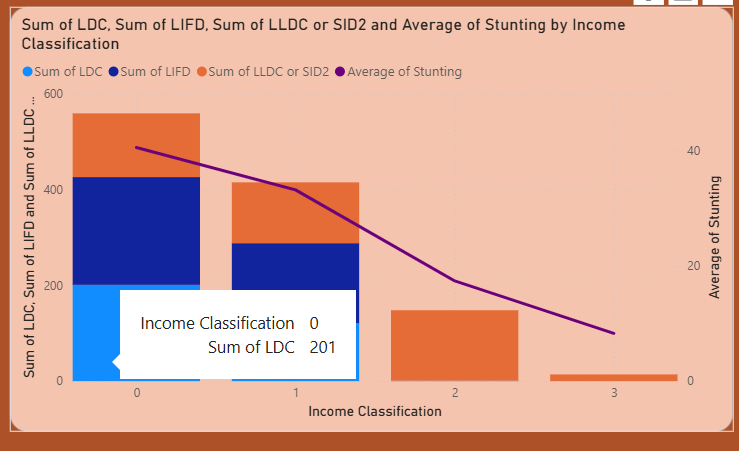 Sum of LDC, Sum of LIFD, Sum of LLDC or SID2 and Average of Stunting by Income
Classification
Sum of LDC Sum of LIFD Sum of LLDC or SID2 Average of Stunting
Sum of LDC, Sum of LIFD and Sum of LLDC ...
600
400
200
0
Income Classification 0
Sum of LDC 201
40
20
0
Average of Stunting
0 1 2 3
Income Classification